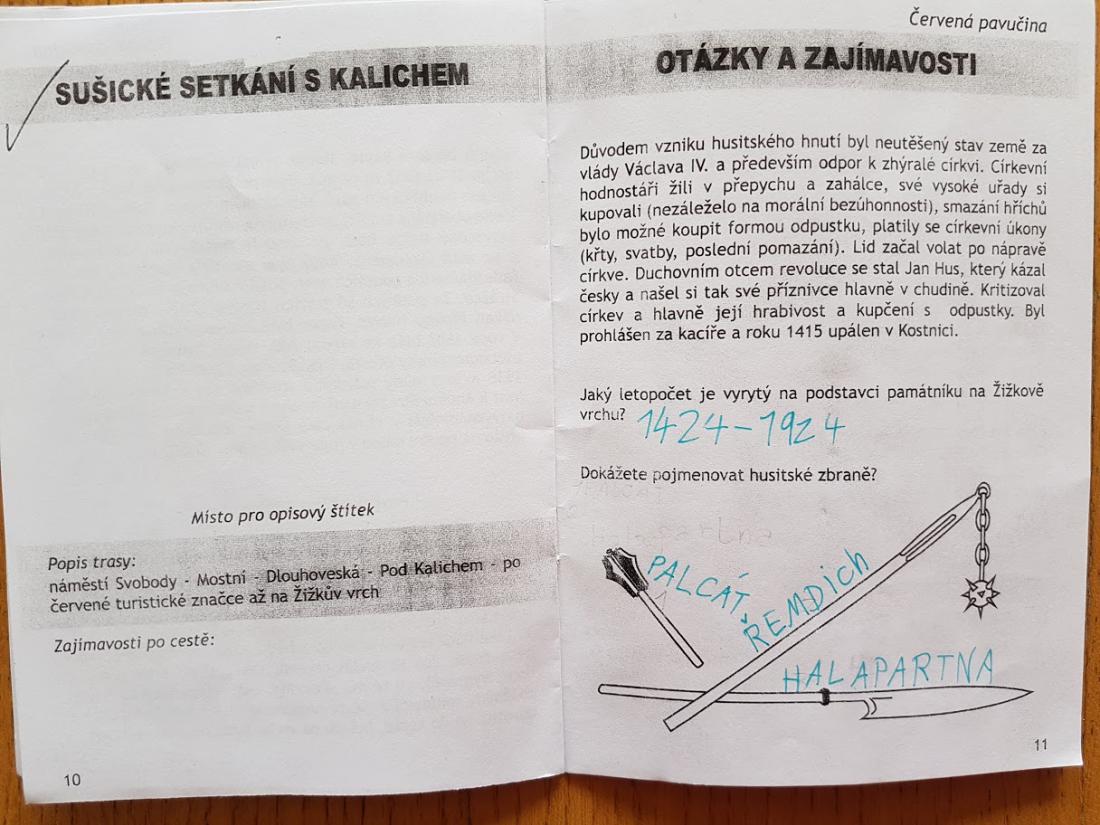 SUŠICKÉ SETKÁNÍ S KALICHEM
Místo pro opisový štítek
Popis trasy:
náměstí Svobody - Mostní - Dlouhoveská - Pod Kalichem - po
červené turistické značce až na Žižkův vrch
Zajímavosti po cestě:
10
Červená pavučina
OTÁZKY A ZAJÍMAVOSTI
Důvodem vzniku husitského hnutí byl neutěšený stav země za
vlády Václava IV. a především odpor k zhýralé církvi. Církevní
hodnostáři žili v přepychu a zahálce, své vysoké uřady si
kupovali (nezáleželo na morální bezúhonnosti), smazání hříchů
bylo možné koupit formou odpustku, platily se církevní úkony
(křty, svatby, poslední pomazání). Lid začal volat po nápravě
církve. Duchovním otcem revoluce se stal Jan Hus, který kázal
česky a našel si tak své příznivce hlavně v chudině. Kritizoval
církev a hlavně její hrabivost a kupčení s odpustky. Byl
prohlášen za kacíře a roku 1415 upálen v Kostnici.
Jaký letopočet je vyrytý na podstavci památníku na Žižkově
vrchu? 1424-1924
Dokážete pojmenovat husitské zbraně?
PALCÁT
ŘEMDich
HALAPARTNA
11